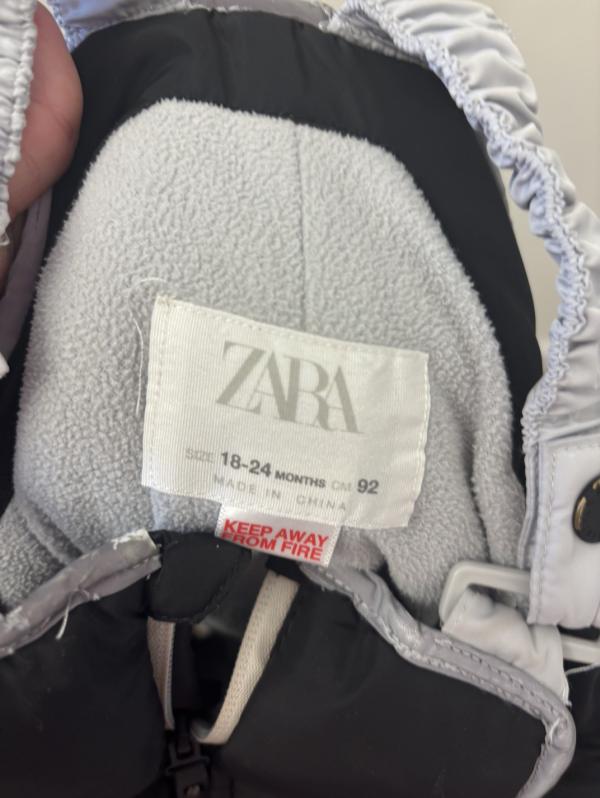 ZARA
SIZE 18-24 MONTHS CM 92
MADE IN CHINA
KEEP AWAY
FROM FIRE